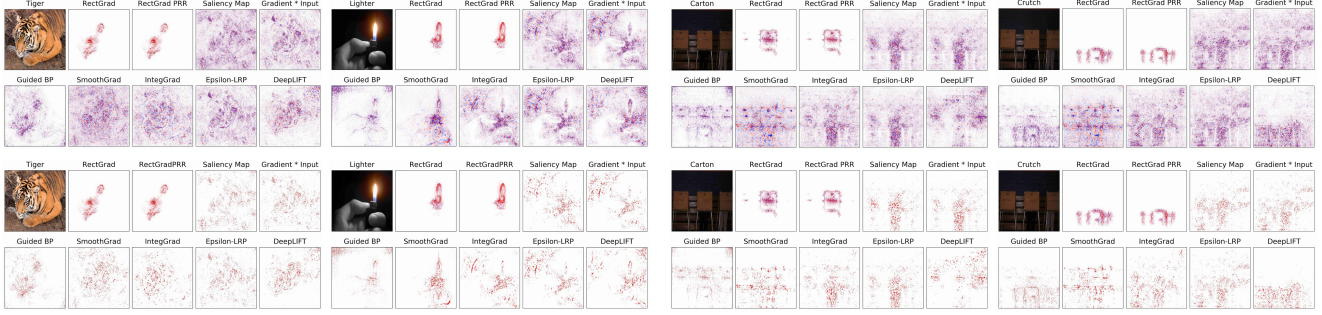 Tiger RectGrad RectGrad PRR Saliency Map Gradient * Input Lighter RectGrad RectGrad PRR Saliency Map Gradient * Input Carton RectGrad RectGrad PRR Saliency Map Gradient * Input Crutch RectGrad RectGrad PRR Saliency Map Gradient * Input
Guided BP SmoothGrad IntegGrad Epsilon-LRP DeepLIFT Guided BP SmoothGrad IntegGrad Epsilon-LRP DeepLIFT Guided BP SmoothGrad IntegGrad Epsilon-LRP DeepLIFT Guided BP SmoothGrad IntegGrad Epsilon-LRP DeepLIFT
Tiger RectGrad RectGradPRR Saliency Map Gradient * Input Lighter RectGrad RectGradPRR Saliency Map Gradient * Input Carton RectGrad RectGrad PRR Saliency Map Gradient * Input Crutch RectGrad RectGrad PRR Saliency Map Gradient * Input
Guided BP SmoothGrad IntegGrad Epsilon-LRP DeepLIFT Guided BP SmoothGrad IntegGrad Epsilon-LRP DeepLIFT Guided BP SmoothGrad IntegGrad Epsilon-LRP DeepLIFT Guided BP SmoothGrad IntegGrad Epsilon-LRP DeepLIFT